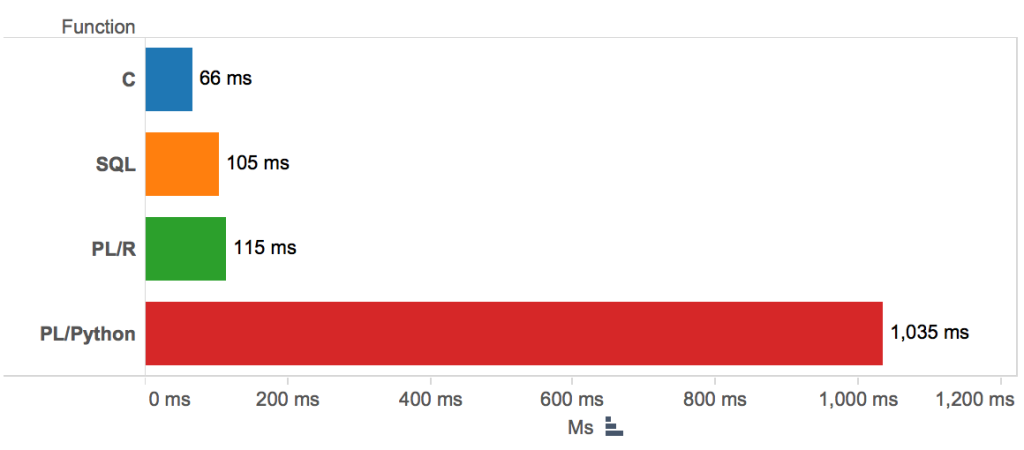 Function
C 66 ms
SQL 105 ms
PL/R 115 ms
PL/Python 1,035 ms
0 ms 200 ms 400 ms 600 ms 800 ms 1,000 ms 1,200 ms
Ms